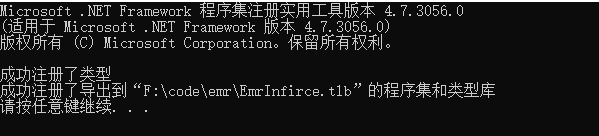 Microsoft .NET Framework 程序集注册实用工具版本 4.7.3056.0
(适用于 Microsoft .NET Framework 版本 4.7.3056.0)
版权所有 (C) Microsoft Corporation。保留所有权利。
成功注册了类型
成功注册了导出到“F:\code\emr\EmrInfirce.tlb”的程序集和类型库
请按任意键继续. . .